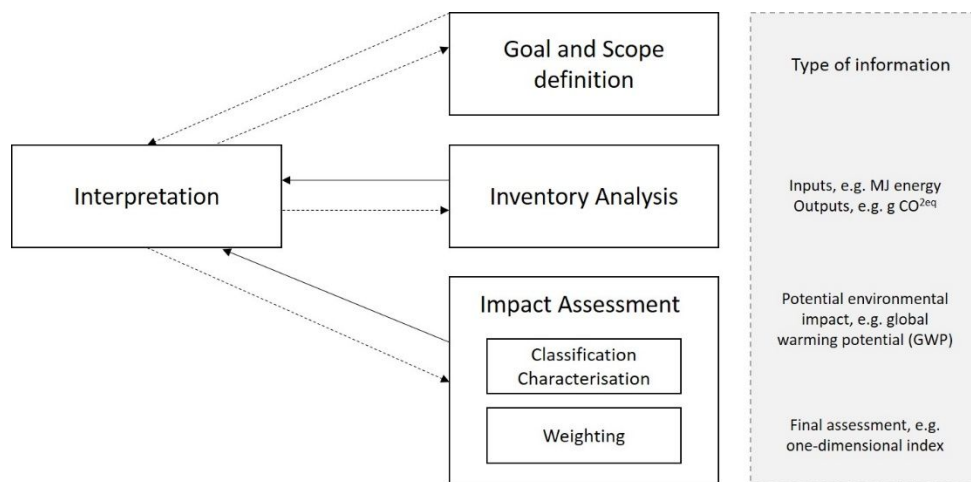 Goal and Scope
definition
Type of information
Interpretation
Inventory Analysis
Inputs, e.g. MJ energy
Outputs, e.g. g CO²eq
Impact Assessment
Classification
Characterisation
Weighting
Potential environmental
impact, e.g. global
warming potential (GWP)
Final assessment, e.g.
one-dimensional index